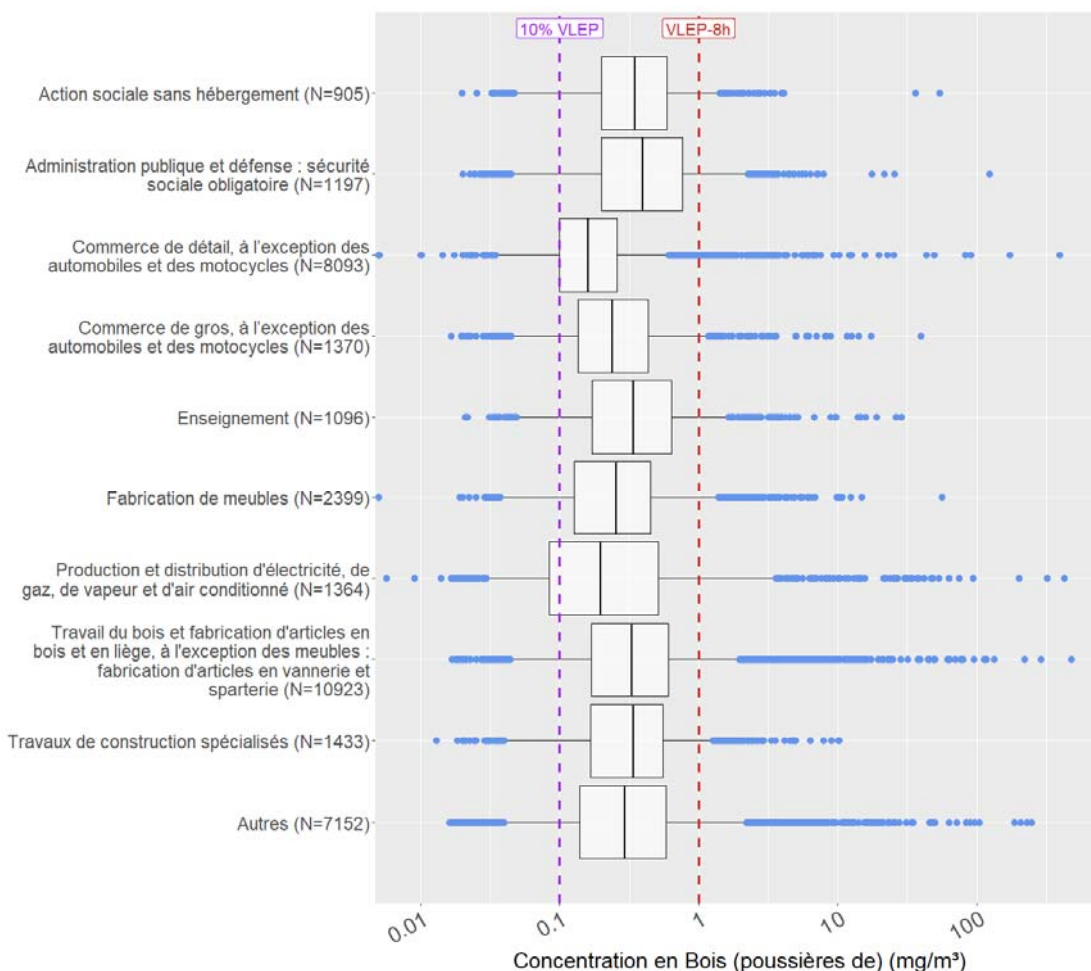 10% VLEP
VLEP-8h
Action sociale sans hébergement (N=905)
Administration publique et défense : sécurité
sociale obligatoire (N=1197)
Commerce de détail, à l'exception des
automobiles et des motocycles (N=8093)
Commerce de gros, à l'exception des
automobiles et des motocycles (N=1370)
Enseignement (N=1096)
Fabrication de meubles (N=2399)
Production et distribution d'électricité, de
gaz, de vapeur et d'air conditionné (N=1364)
Travail du bois et fabrication d'articles en
bois et en liège, à l'exception des meubles :
fabrication d'articles en vannerie et
sparterie (N=10923)
Travaux de construction spécialisés (N=1433)
Autres (N=7152)
0.01
0.1
1
10
100
Concentration en Bois (poussières de) (mg/m³)